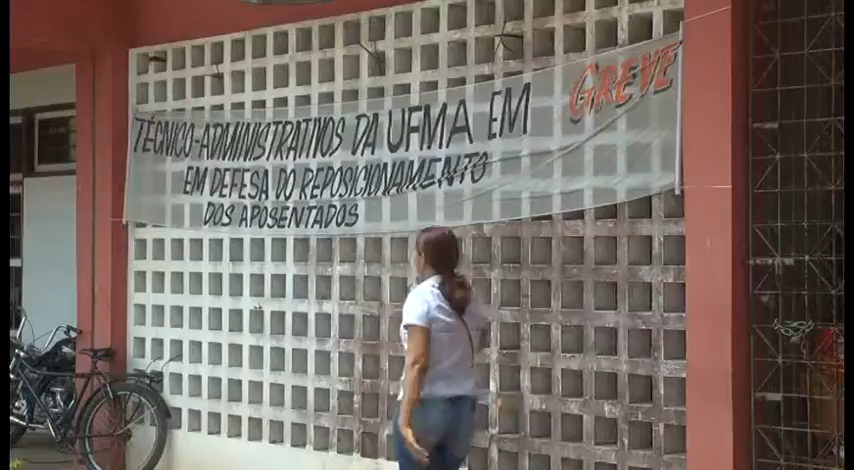 TÉCNICO-ADMINISTRATIVOS DA UFMA, EM GREVE
EM DEFESA DO REPOSICIONAMENTO
DOS APOSENTADOS